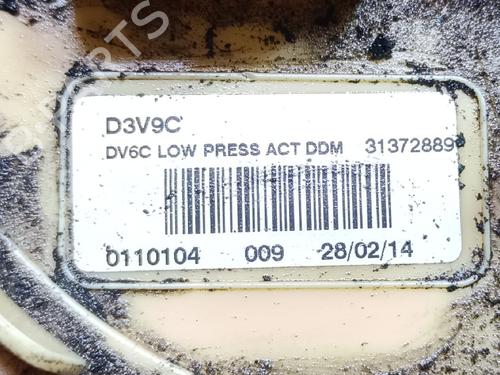 D3V9C
DV6C LOW PRESS ACT DDM 31372889
0110104 009 28/02/14